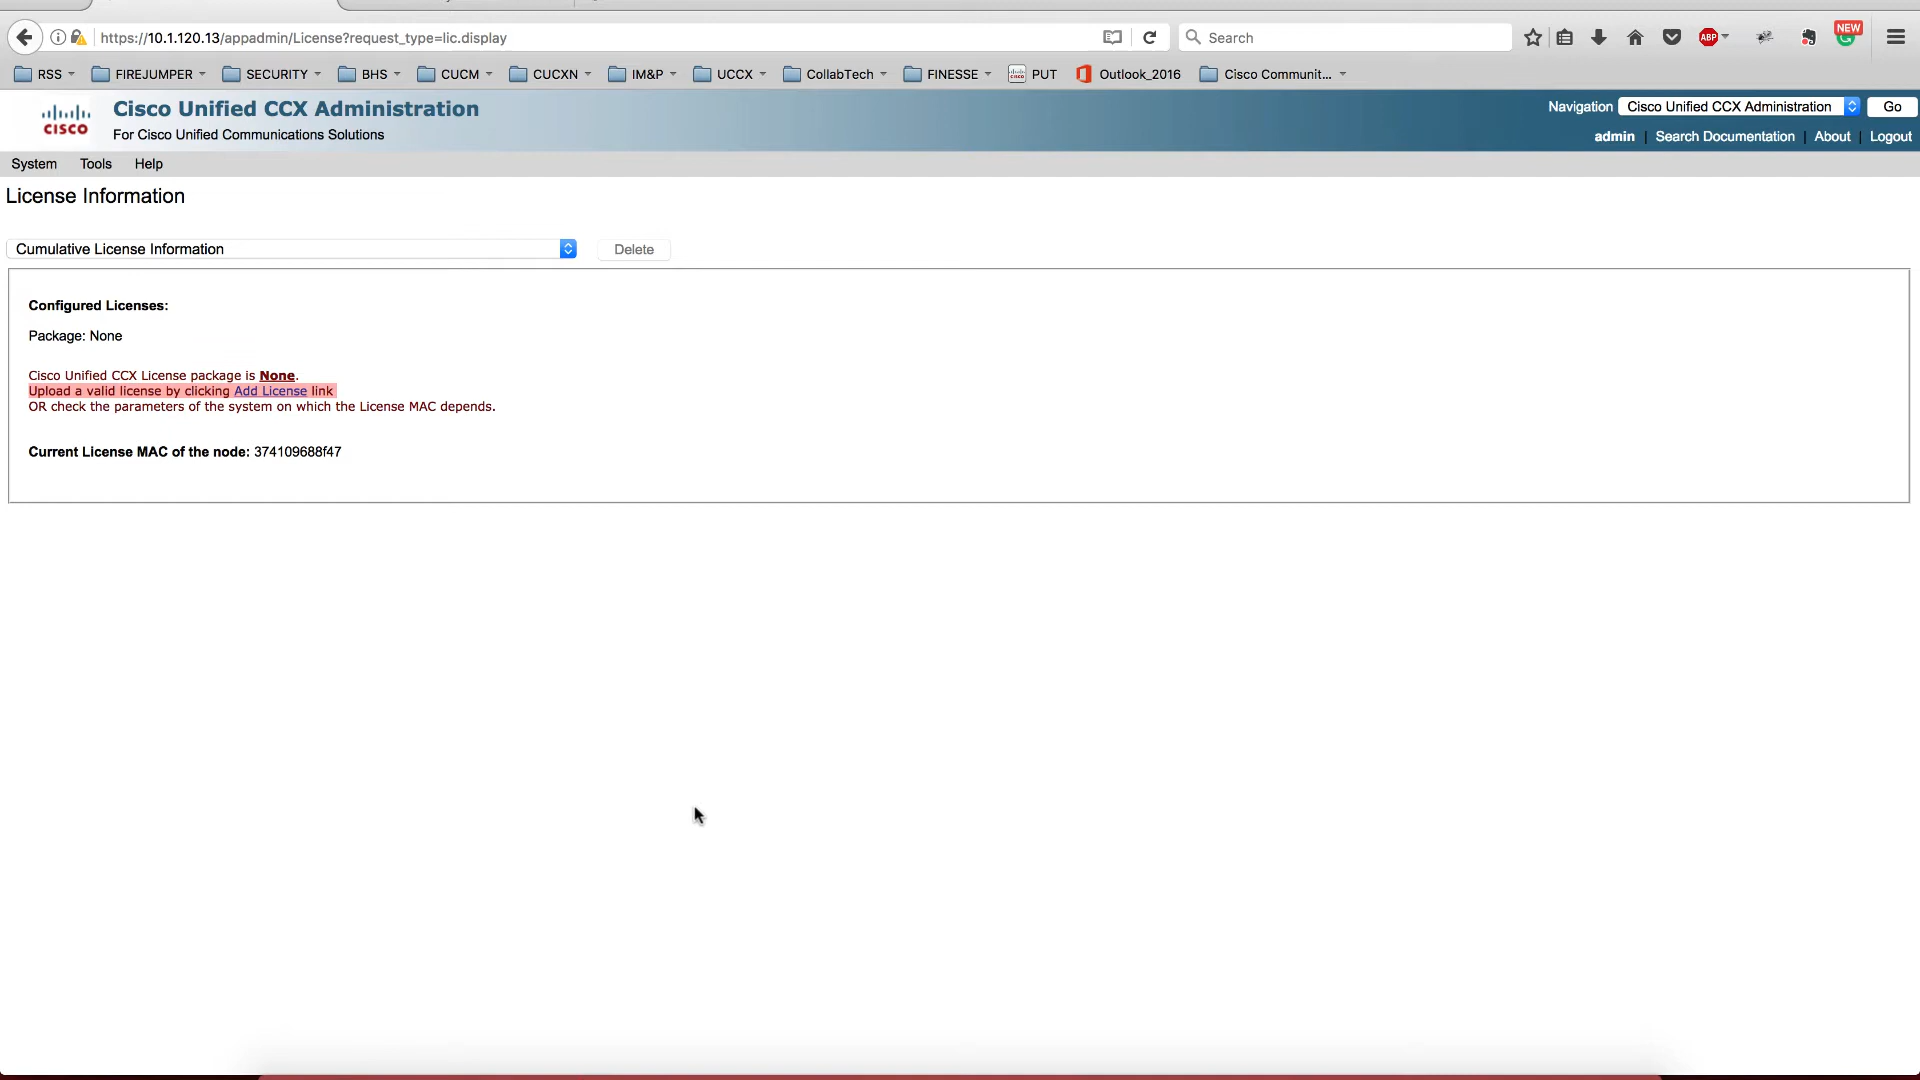 https://10.1.120.13/appadmin/License?request_type=lic.display
Search
NEW
ABP
RSS FIREJUMPER SECURITY BHS CUCM CUCXN IM&P UCCX CollabTech FINESSE PUT Outlook_2016 Cisco Communit...
CISCO
Cisco Unified CCX Administration
For Cisco Unified Communications Solutions
Navigation Cisco Unified CCX Administration Go
admin | Search Documentation | About | Logout
System Tools Help
License Information
Cumulative License Information Delete
Configured Licenses:
Package: None
Cisco Unified CCX License package is None.
Upload a valid license by clicking Add License link
OR check the parameters of the system on which the License MAC depends.
Current License MAC of the node: 374109688f47